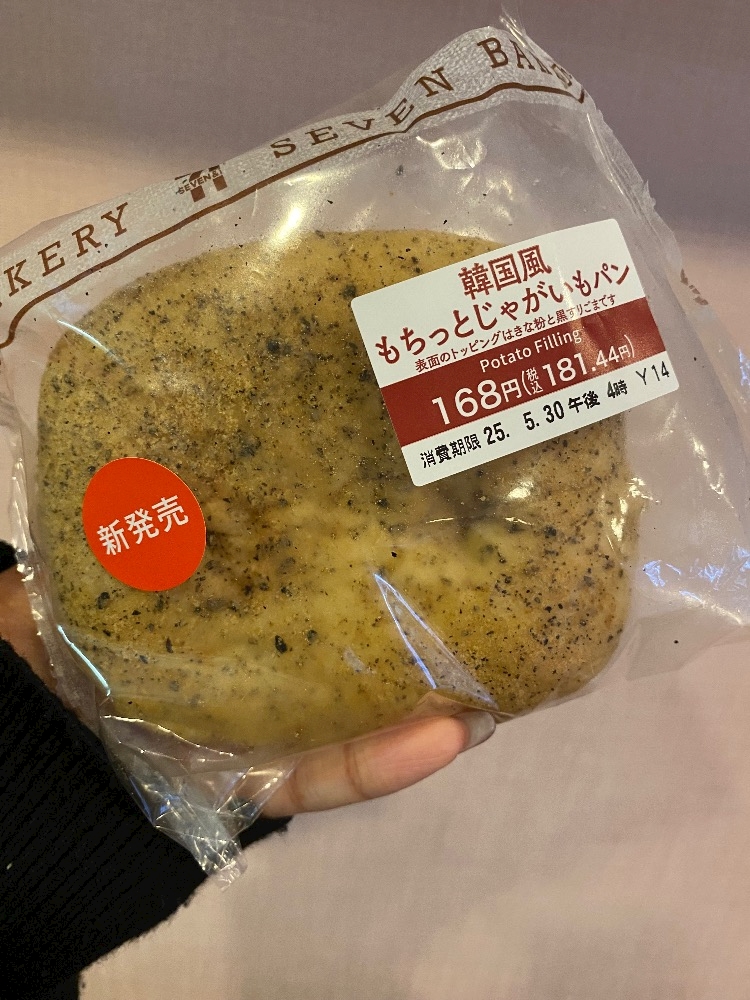 AKERY
SEVEN&i
SEVEN BAK
韓国風
もちっとじゃがいもパン
表面のトッピングはきな粉と黒すりごまです
Potato Filling
168円(税込181.44円)
消費期限 25. 5.30 午後 4時 Y14
新発売